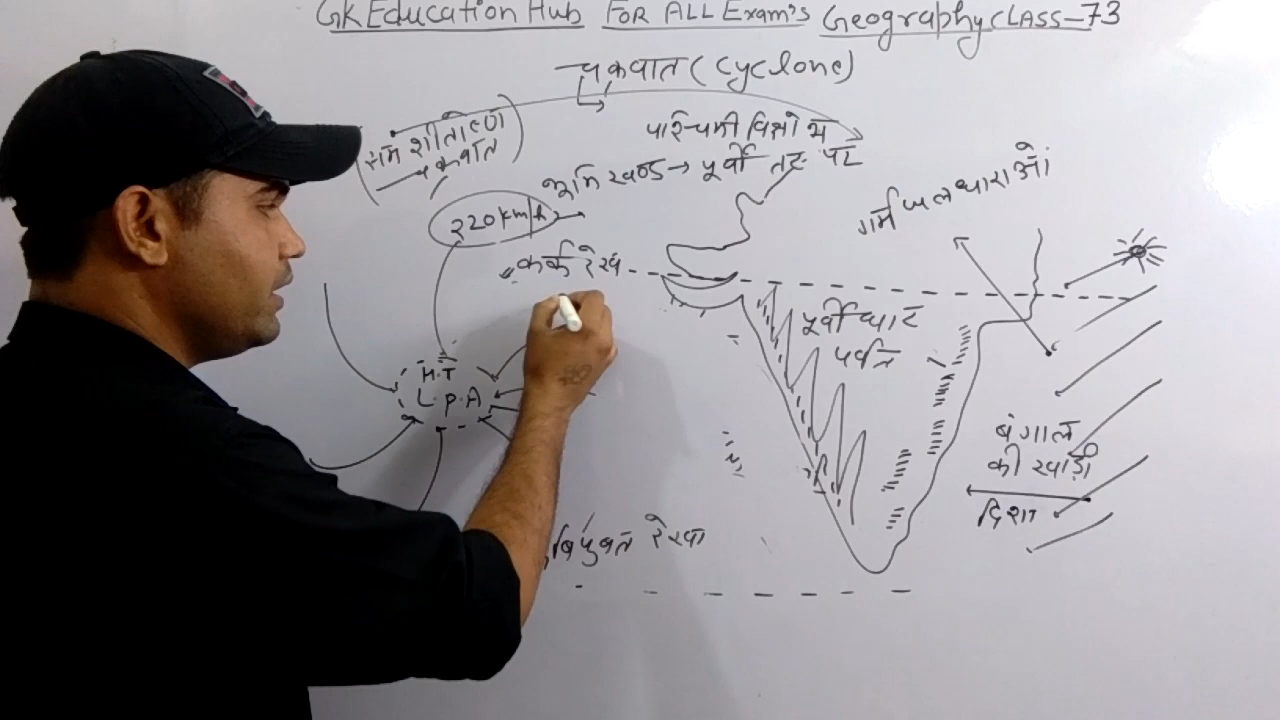 GK Education Hub For ALL Exam's Geography CLASS-73
चक्रवात (Cyclone)
सम शीतोष्ण
चक्रवात
पश्चिमी विक्षोभ
भूमि खण्ड → पूर्वी तट पर
220 km/h
गर्म जल धाराओं
कर्क रेखा
पूर्वी घाट
पर्वत
H.T
L.P.A
बंगाल
की खाड़ी
दिशा
विषुवत रेखा